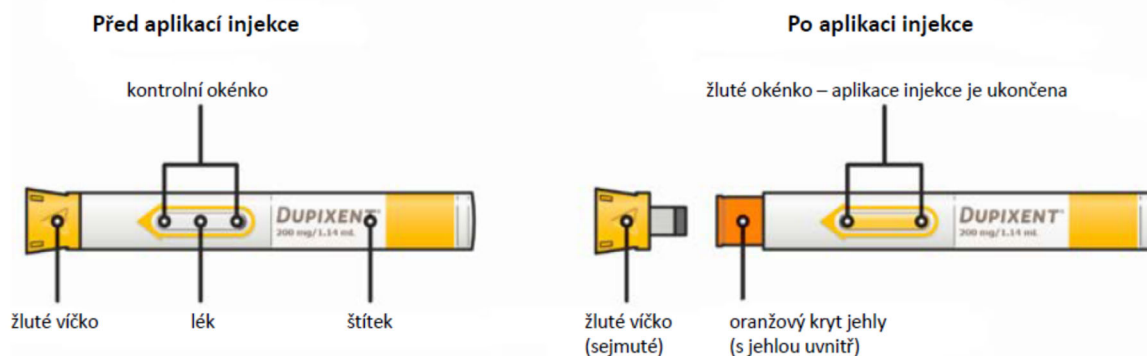 Před aplikací injekce
kontrolní okénko
DUPIXENT
200 mg/1.14 mL
žluté víčko
lék
štítek
Po aplikaci injekce
žluté okénko – aplikace injekce je ukončena
DUPIXENT
200 mg/1.14 mL
žluté víčko
(sejmuté)
oranžový kryt jehly
(s jehlou uvnitř)